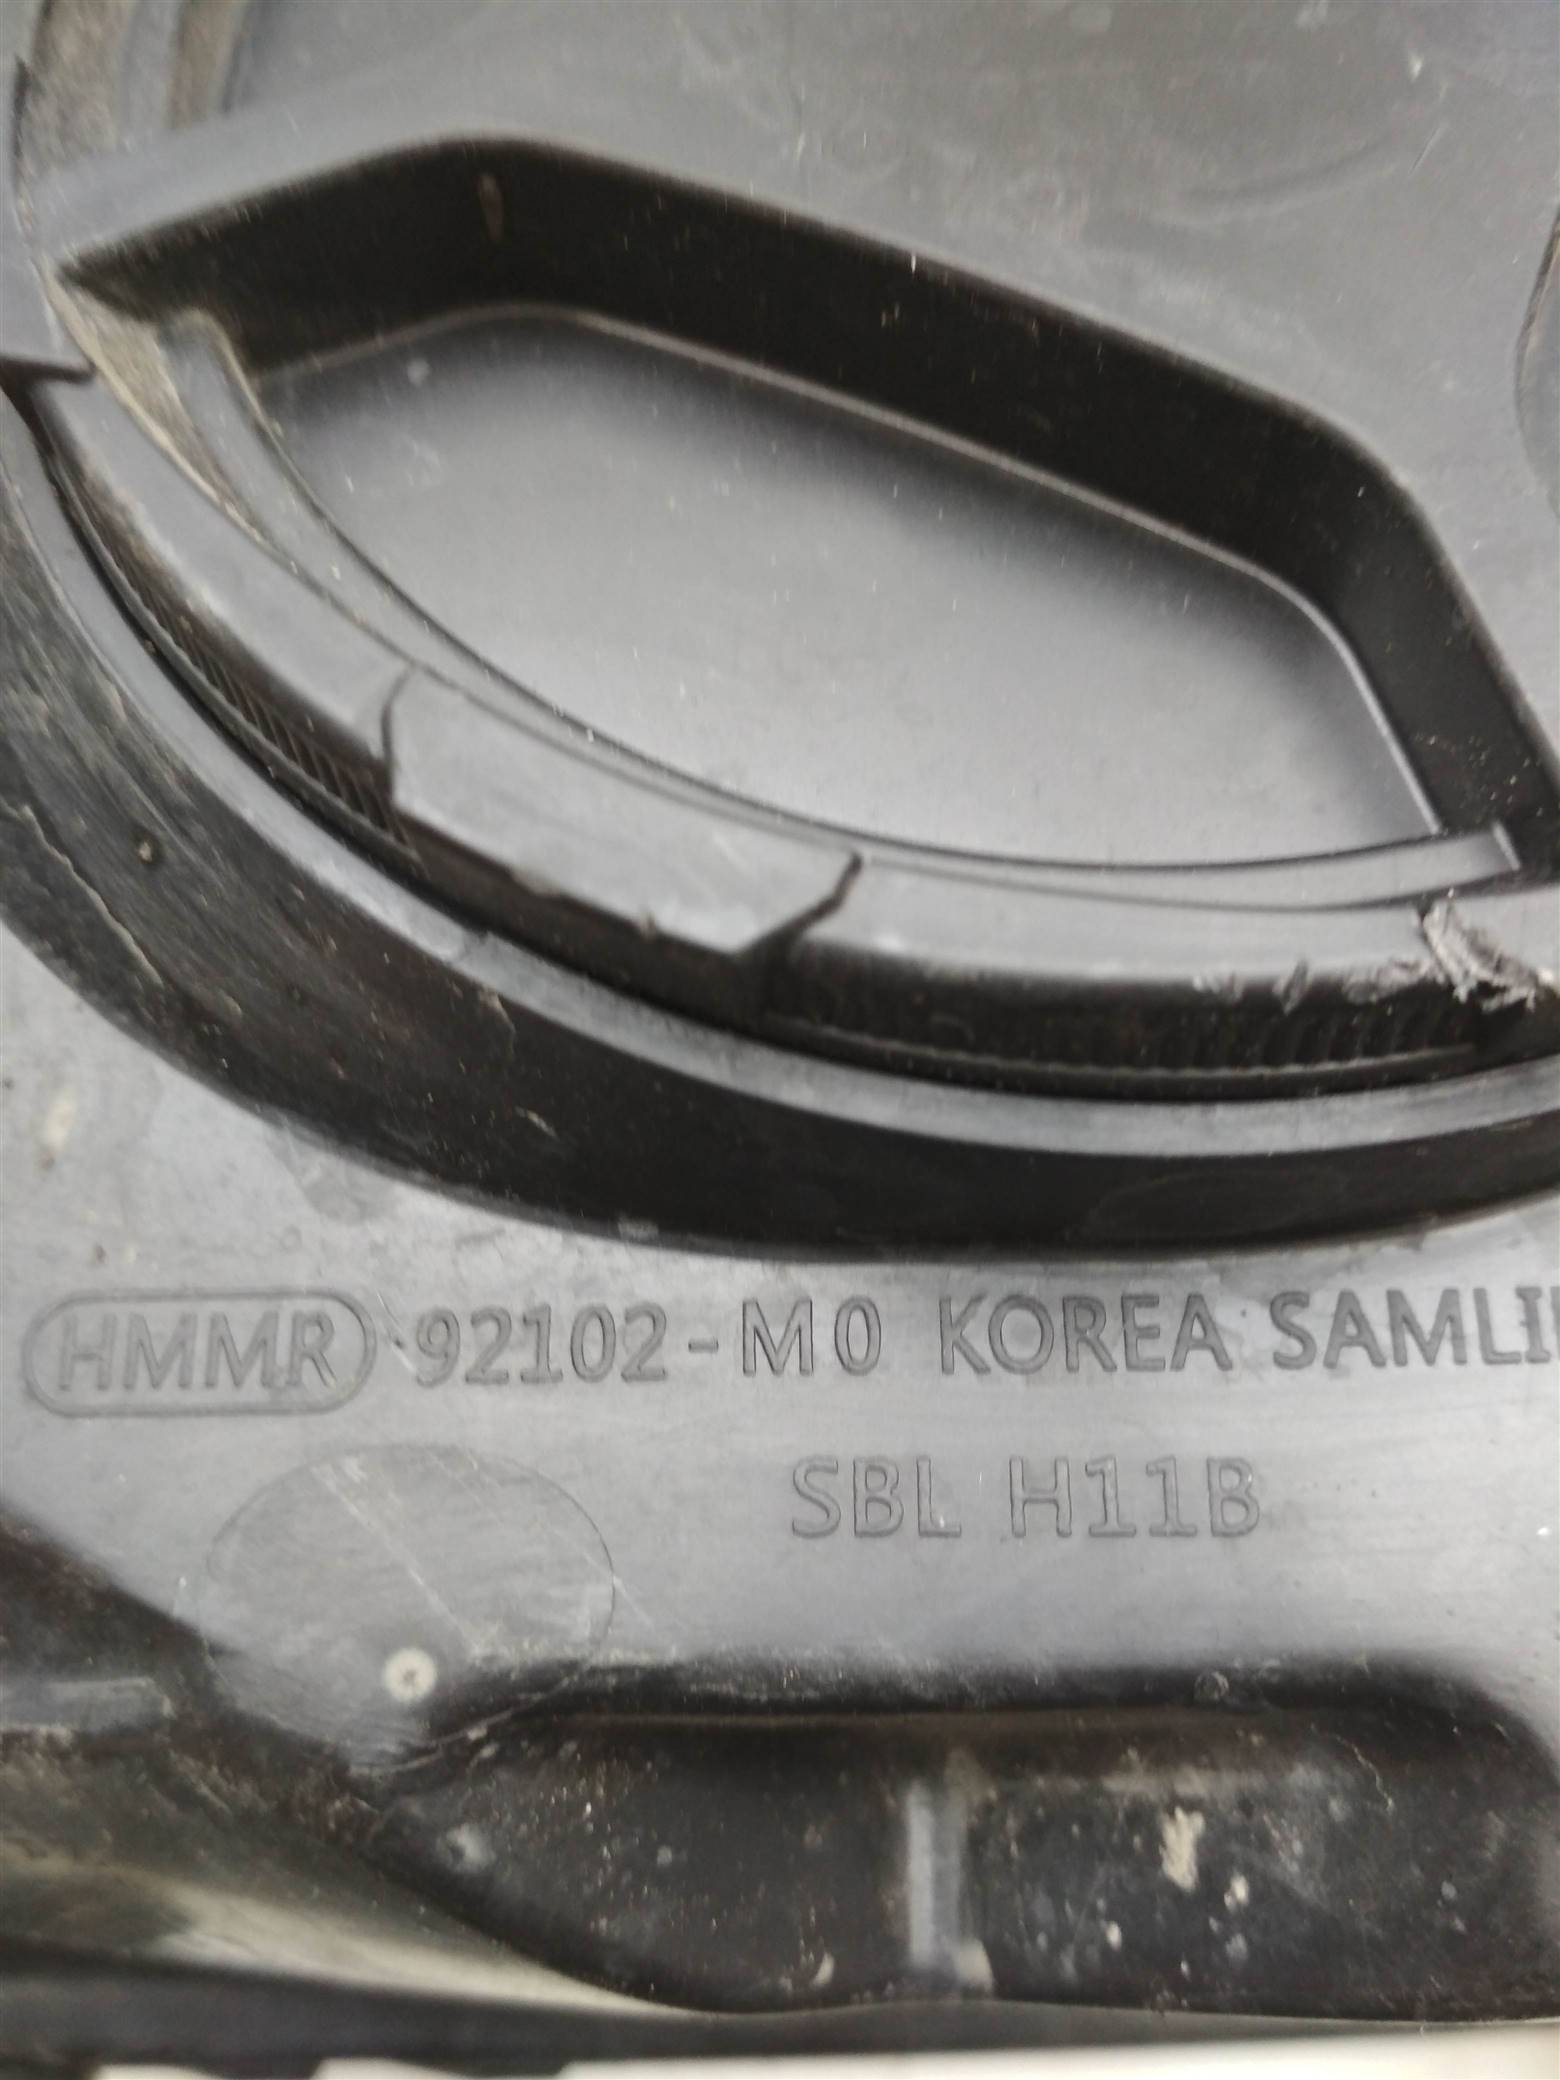 HMMR 92102-M0 KOREA SAMLI
SBL H11B